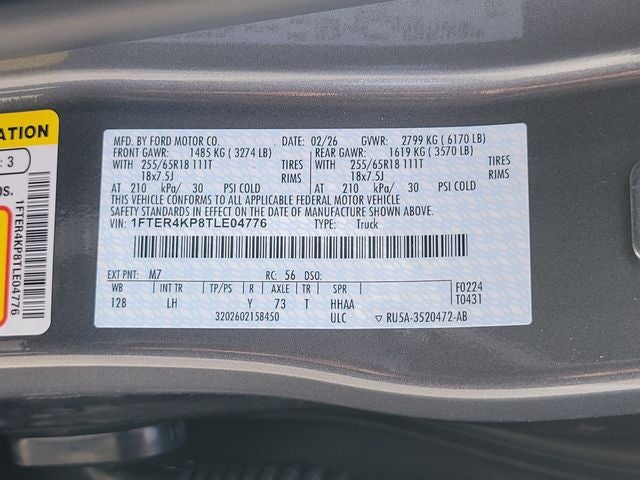 ATION
: 3
os.
1FTER4KP8TLE04776
MFD. BY FORD MOTOR CO. DATE: 02/26 GVWR: 2799 KG ( 6170 LB)
FRONT GAWR: 1485 KG ( 3274 LB) REAR GAWR: 1619 KG ( 3570 LB)
WITH 255/65R18 111T TIRES WITH 255/65R18 111T TIRES
18x7.5J RIMS 18x7.5J RIMS
AT 210 kPa/ 30 PSI COLD AT 210 kPa/ 30 PSI COLD
THIS VEHICLE CONFORMS TO ALL APPLICABLE FEDERAL MOTOR VEHICLE
SAFETY STANDARDS IN EFFECT ON THE DATE OF MANUFACTURE SHOWN ABOVE.
VIN: 1FTER4KP8TLE04776 TYPE: Truck
EXT PNT: M7 RC: 56 DSO:
WB INT TR TP/PS R AXLE TR SPR F0224
128 LH Y 73 T HHAA T0431
3202602158450 ULC ▽ RU5A-3520472-AB